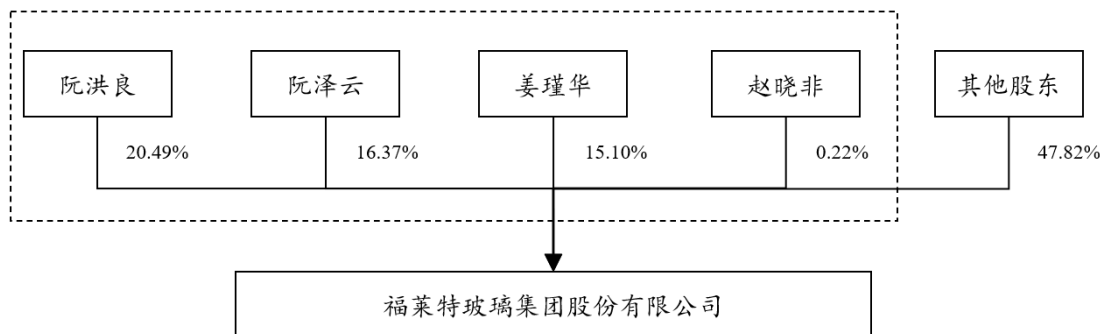 阮洪良
阮泽云
姜瑾华
赵晓非
其他股东
20.49%
16.37%
15.10%
0.22%
47.82%
福莱特玻璃集团股份有限公司